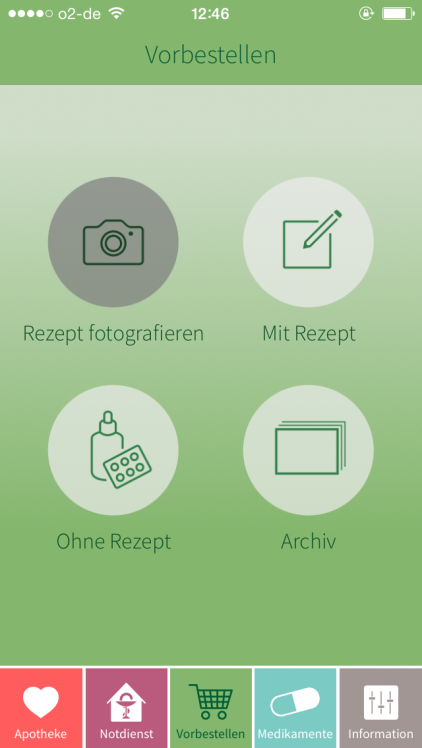 o2-de 12:46
Vorbestellen
Rezept fotografieren Mit Rezept
Ohne Rezept Archiv
Apotheke Notdienst Vorbestellen Medikamente Information